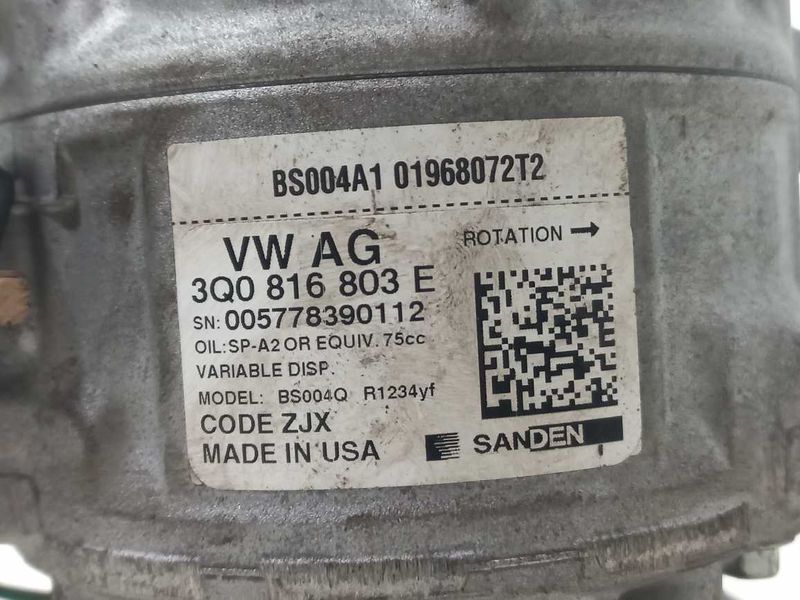 BS004A1 01968072T2
VW AG
ROTATION →
3Q0 816 803 E
SN: 005778390112
OIL:SP-A2 OR EQUIV. 75cc
VARIABLE DISP.
MODEL: BS004Q R1234yf
CODE ZJX
MADE IN USA
SANDEN